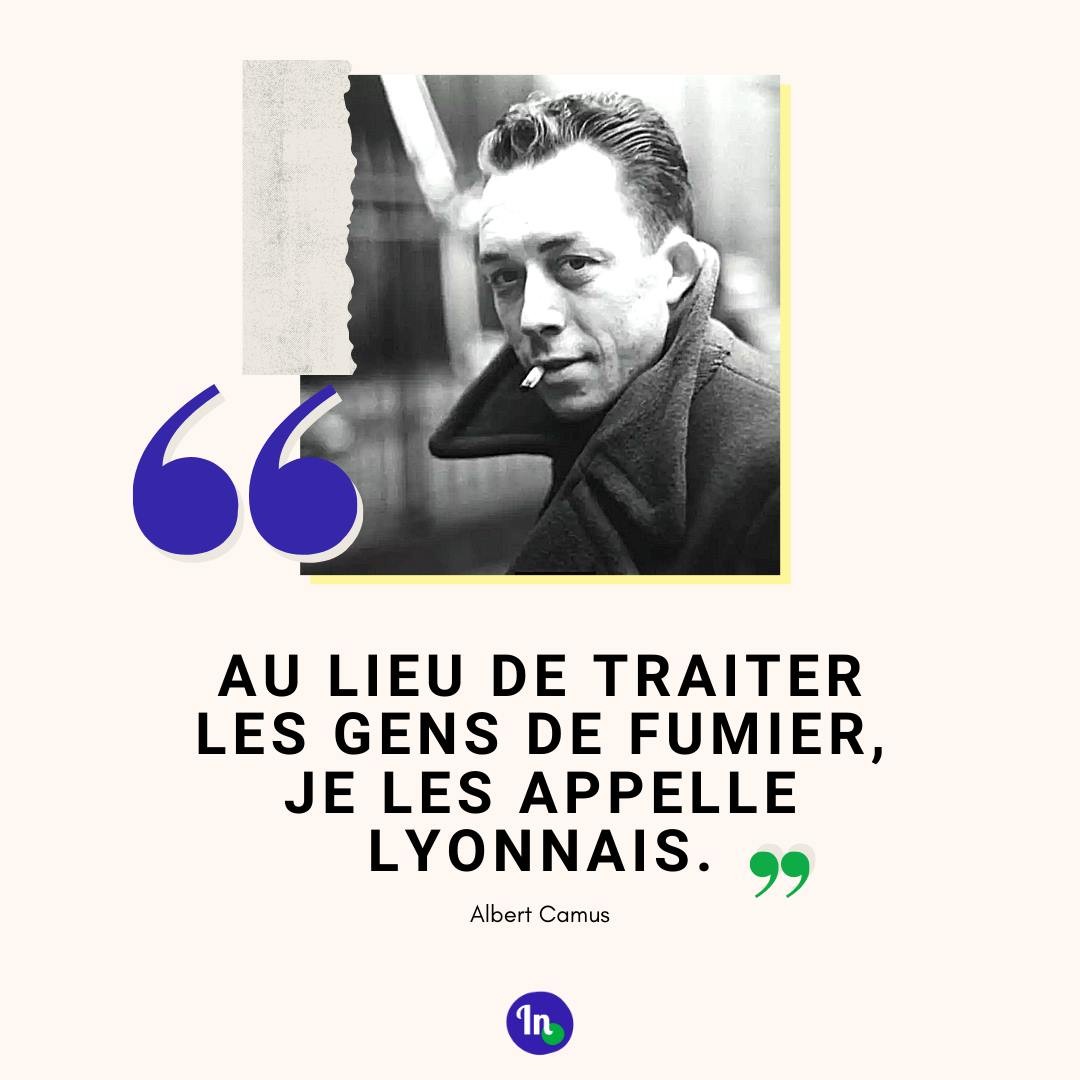 AU LIEU DE TRAITER
LES GENS DE FUMIER,
JE LES APPELLE
LYONNAIS.
Albert Camus
In